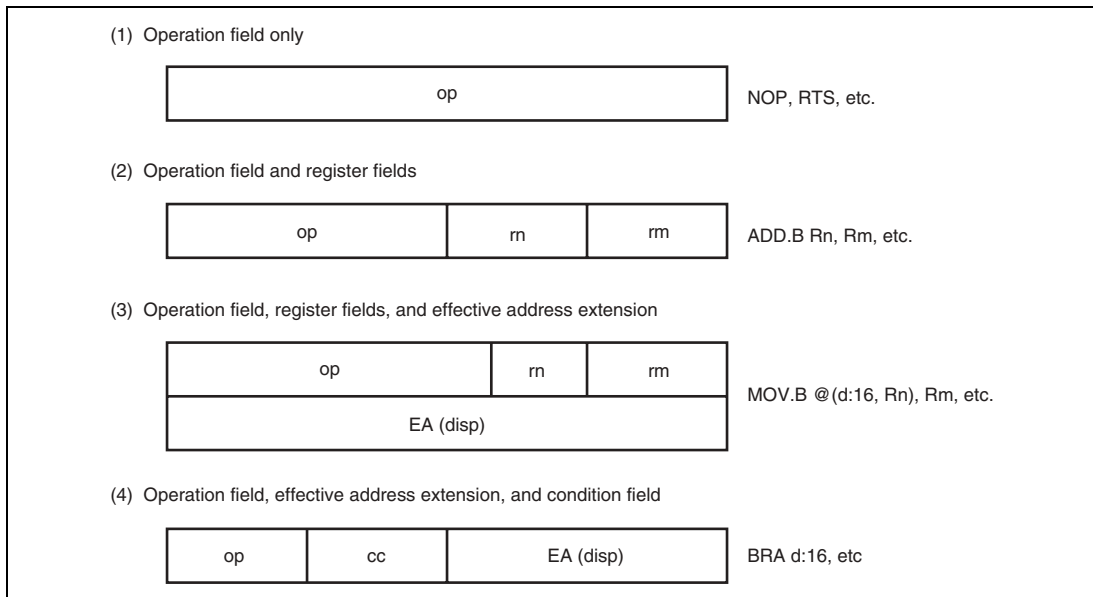 (1) Operation field only
op
NOP, RTS, etc.
(2) Operation field and register fields
op rn rm
ADD.B Rn, Rm, etc.
(3) Operation field, register fields, and effective address extension
op rn rm
EA (disp)
MOV.B @(d:16, Rn), Rm, etc.
(4) Operation field, effective address extension, and condition field
op cc EA (disp)
BRA d:16, etc